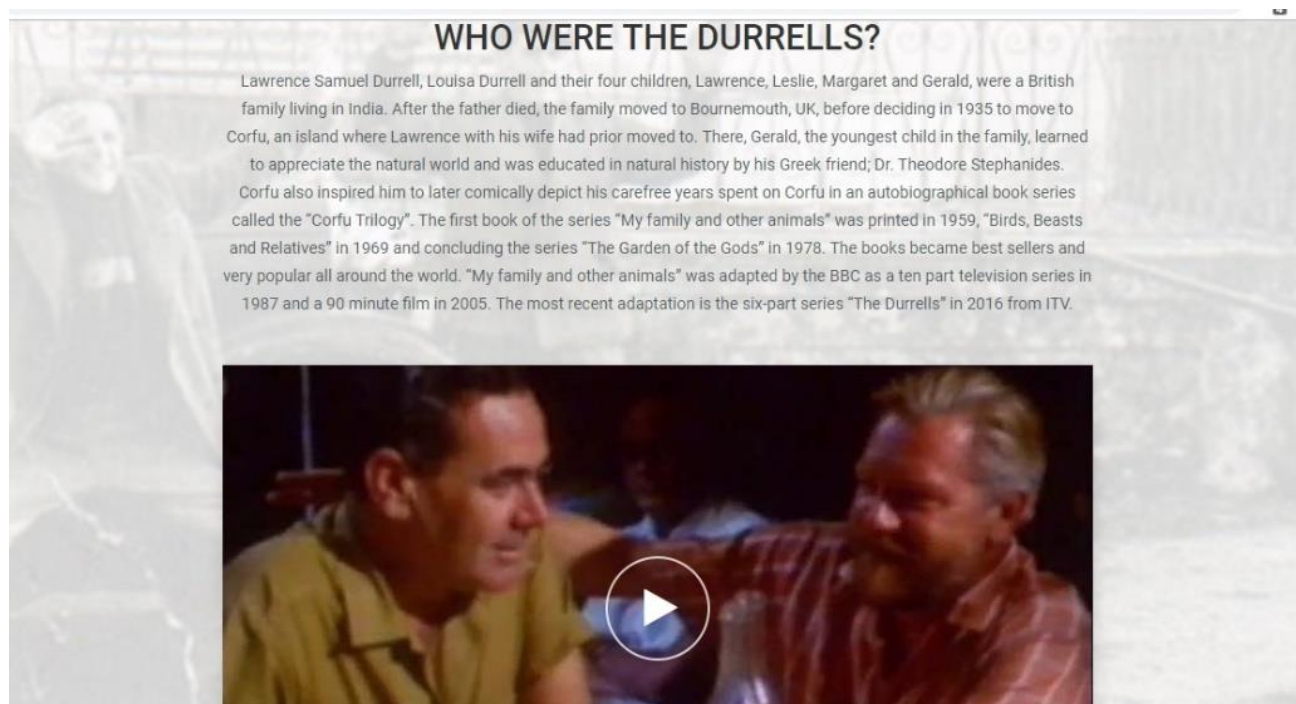 WHO WERE THE DURRELLS?
Lawrence Samuel Durrell, Louisa Durrell and their four children, Lawrence, Leslie, Margaret and Gerald, were a British
family living in India. After the father died, the family moved to Bournemouth, UK, before deciding in 1935 to move to
Corfu, an island where Lawrence with his wife had prior moved to. There, Gerald, the youngest child in the family, learned
to appreciate the natural world and was educated in natural history by his Greek friend; Dr. Theodore Stephanides.
Corfu also inspired him to later comically depict his carefree years spent on Corfu in an autobiographical book series
called the “Corfu Trilogy”. The first book of the series “My family and other animals” was printed in 1959, “Birds, Beasts
and Relatives” in 1969 and concluding the series “The Garden of the Gods” in 1978. The books became best sellers and
very popular all around the world. “My family and other animals” was adapted by the BBC as a ten part television series in
1987 and a 90 minute film in 2005. The most recent adaptation is the six-part series “The Durrells” in 2016 from ITV.